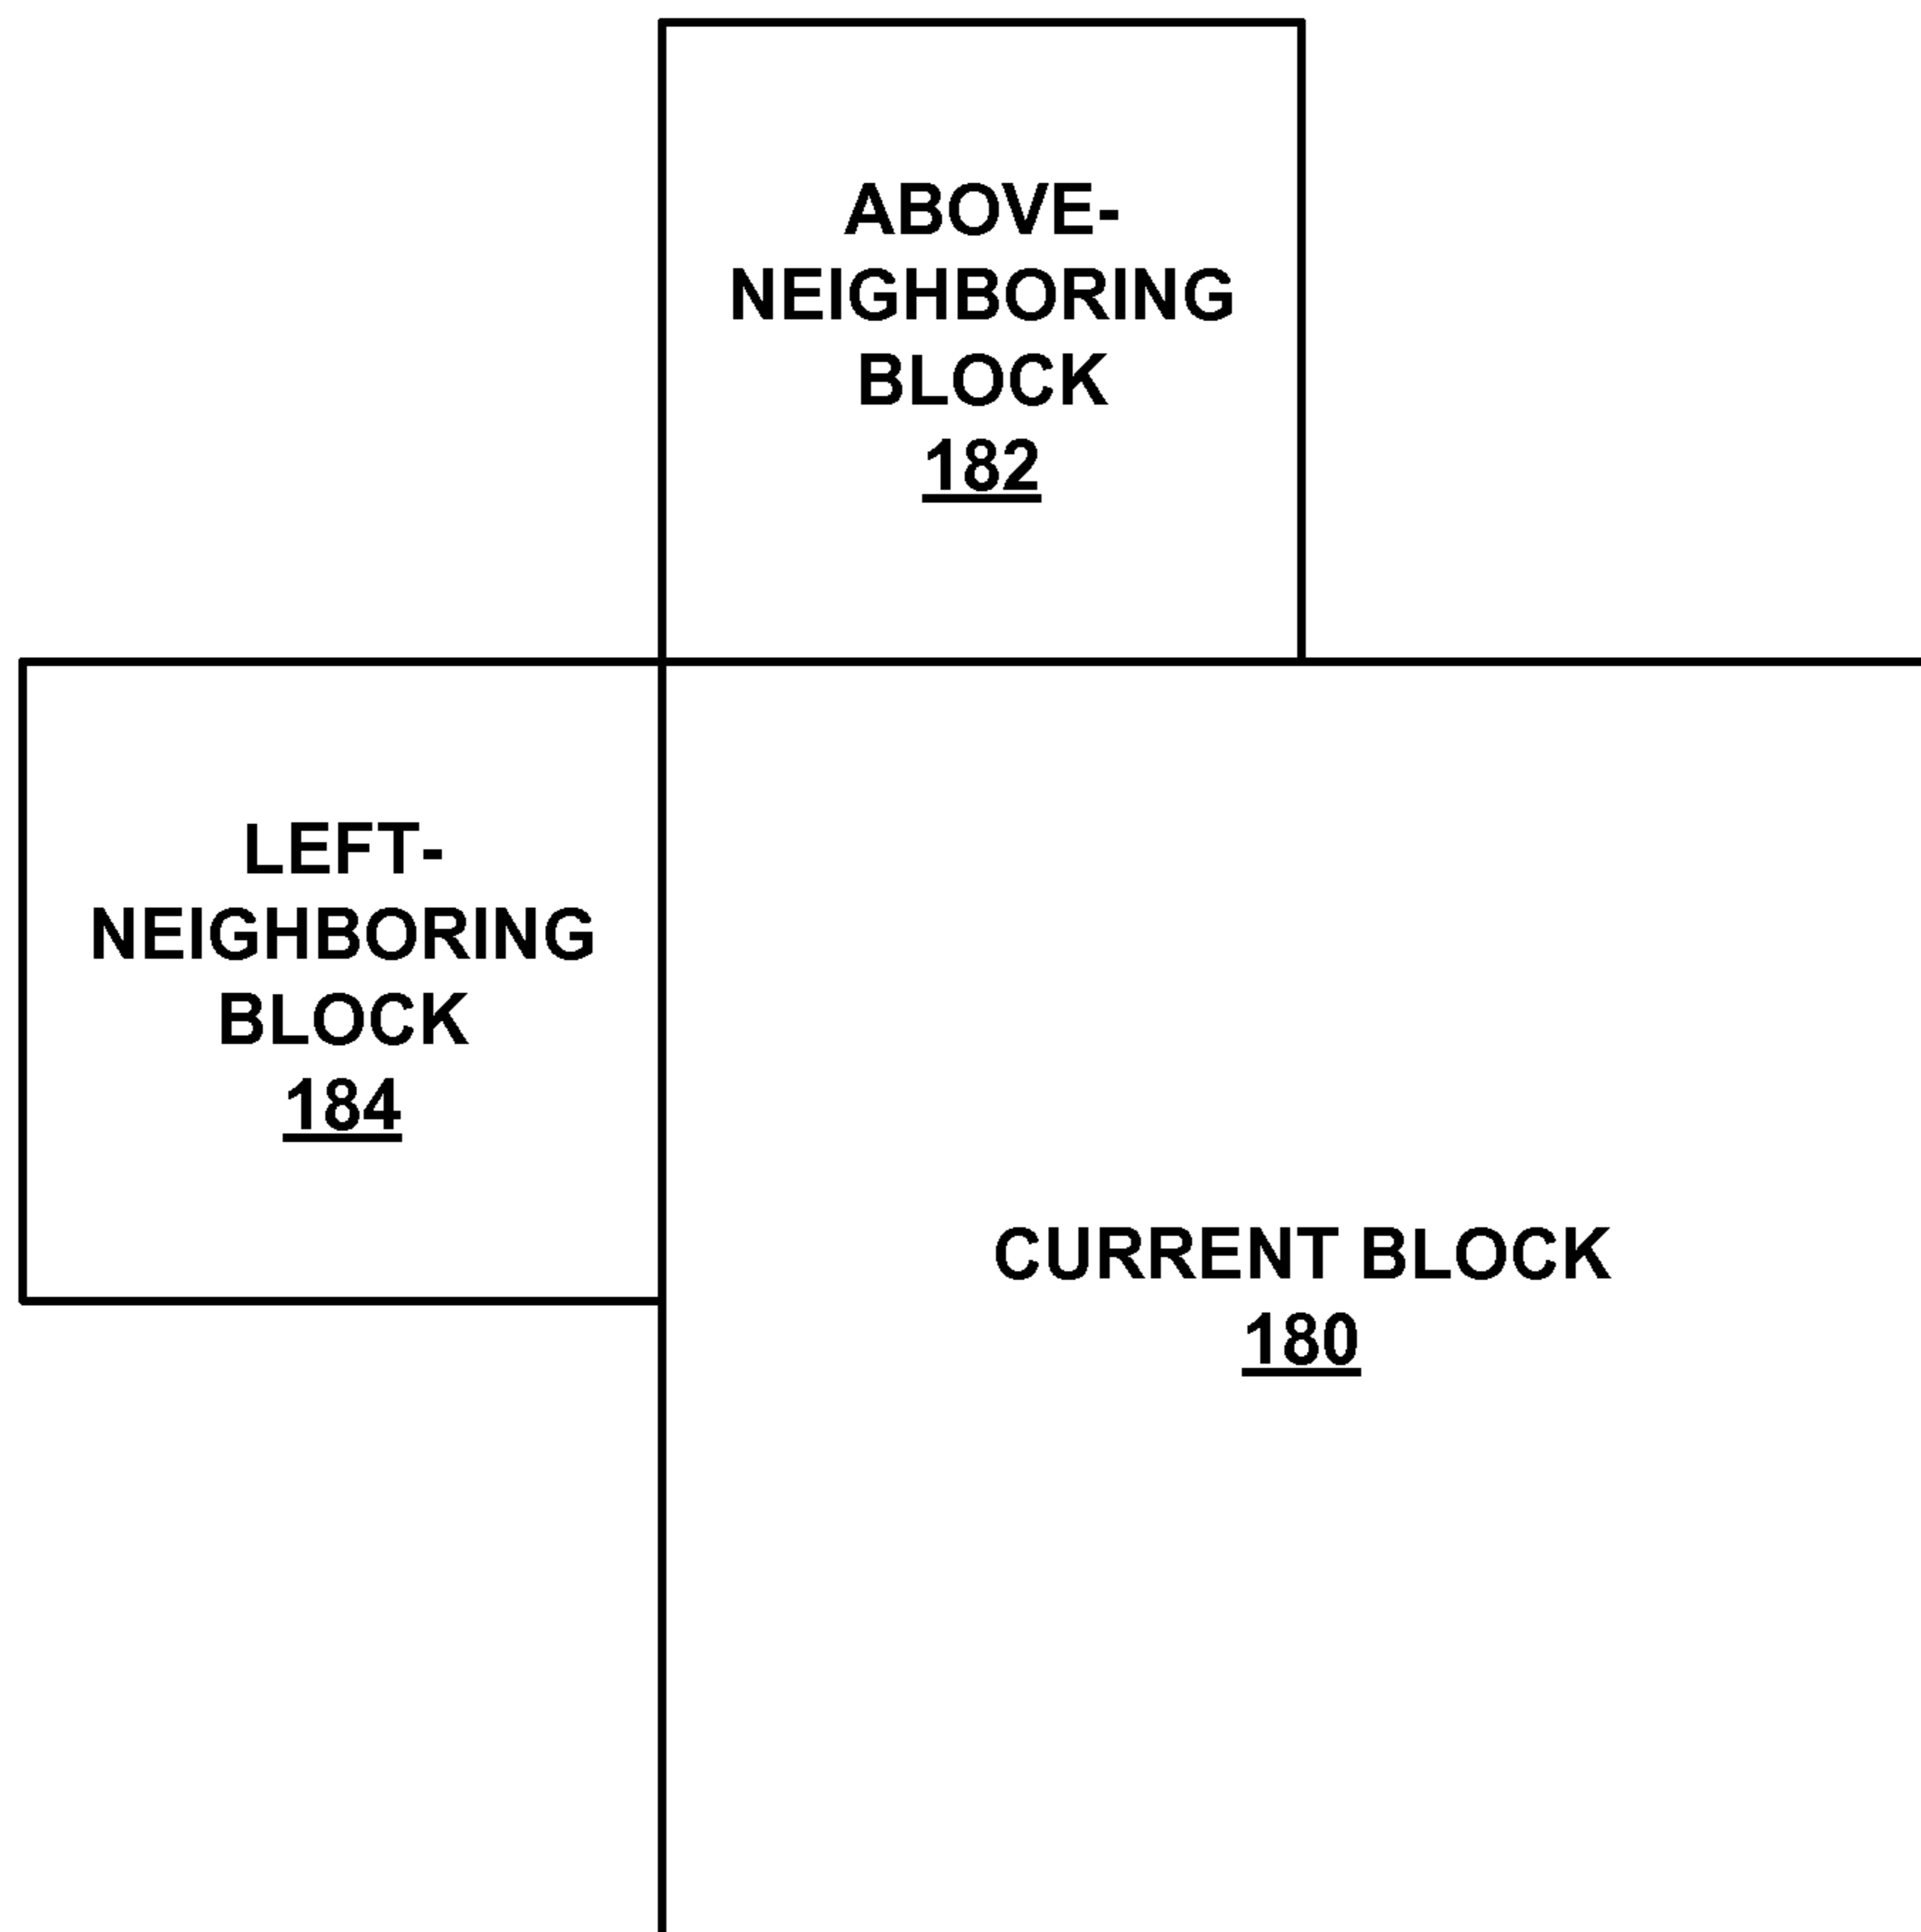 ABOVE-
NEIGHBORING
BLOCK
182
LEFT-
NEIGHBORING
BLOCK
184
CURRENT BLOCK
180